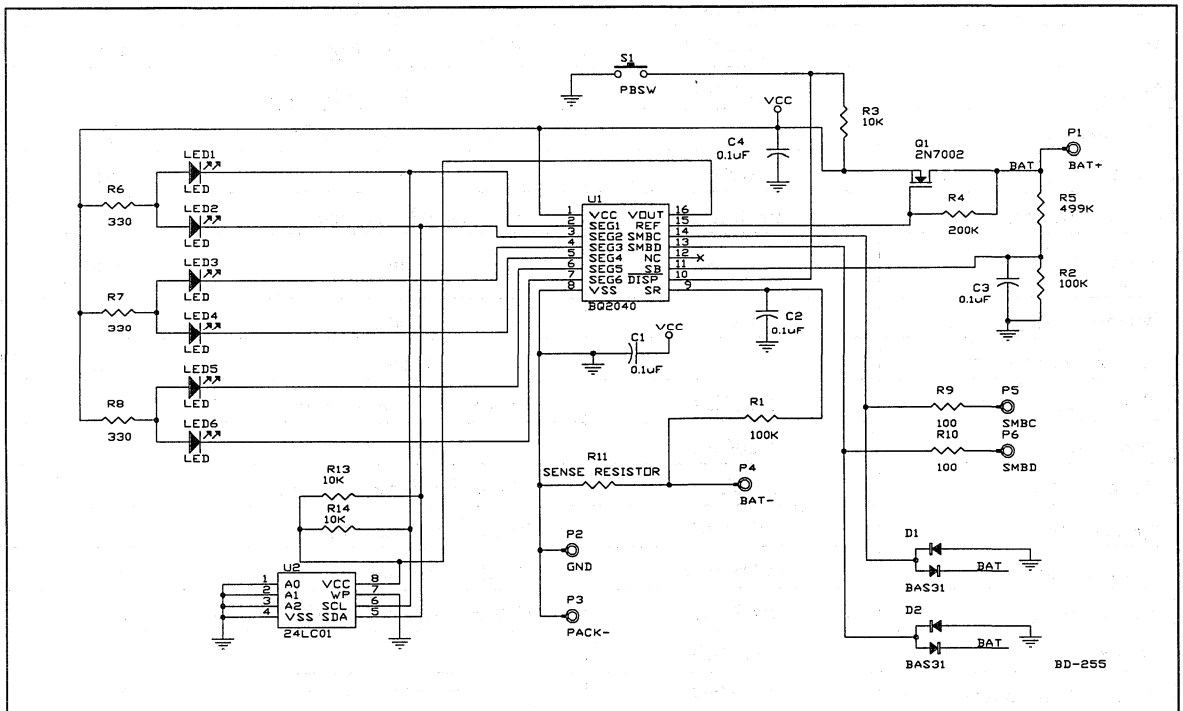 S1
PBSW
VCC
R3
10K
C4
0.1uF
Q1
2N7002
P1
BAT
BAT+
LED1
LED
R6
330
LED2
LED
R4
200K
R5
499K
U1
1 VCC VOUT 16
2 SEG1 REF 15
3 SEG2 SMBC 14
4 SEG3 SMBD 13
5 SEG4 NC 12
6 SEG5 SB 11
7 SEG6 DISP 10
8 VSS SR 9
BQ2040
LED3
LED
R7
330
LED4
LED
C3
0.1uF
R2
100K
C2
0.1uF
C1
0.1uF
VCC
LED5
LED
R8
330
LED6
LED
R1
100K
R9
100
P5
SMBC
R10
100
P6
SMBD
R11
SENSE RESISTOR
P4
BAT-
R13
10K
R14
10K
P2
GND
P3
PACK-
U2
1 A0 VCC 8
2 A1 WP 7
3 A2 SCL 6
4 VSS SDA 5
24LC01
D1
BAT
BAS31
D2
BAT
BAS31
BD-255